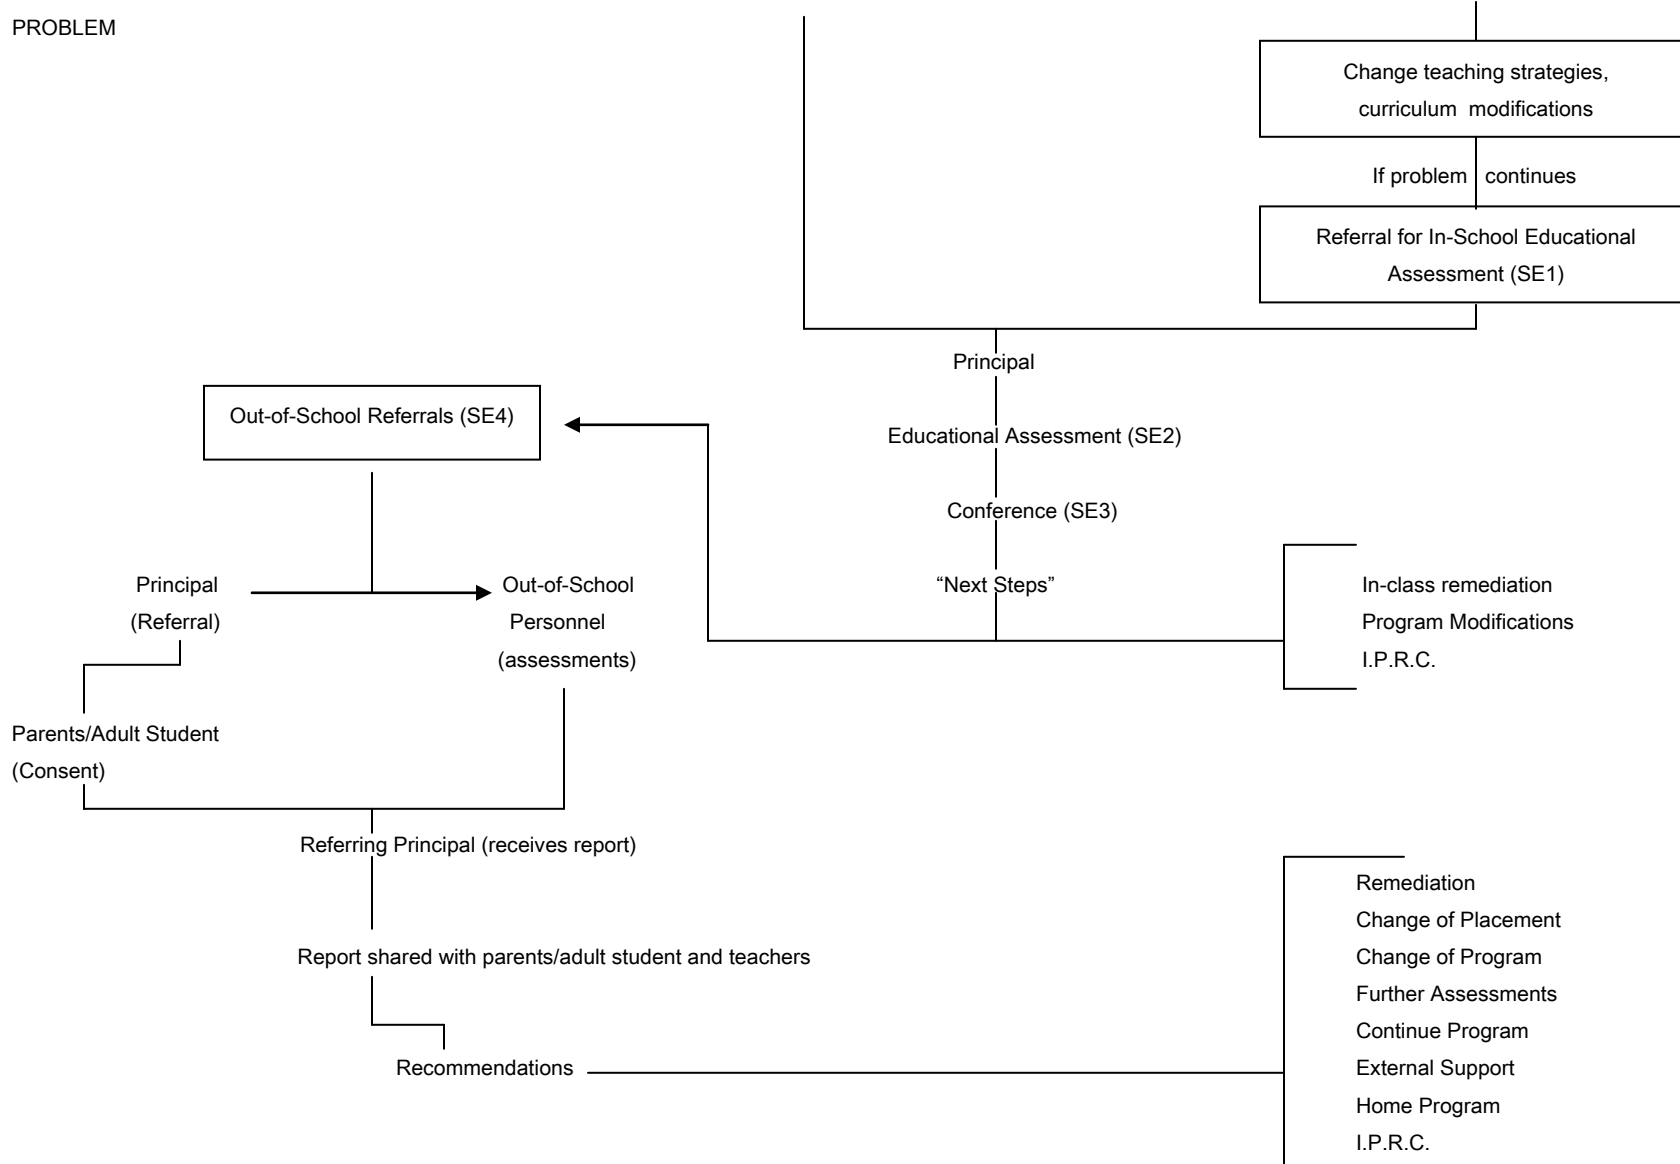 PROBLEM
Change teaching strategies,
curriculum modifications
If problem continues
Referral for In-School Educational
Assessment (SE1)
Principal
Out-of-School Referrals (SE4)
Educational Assessment (SE2)
Conference (SE3)
“Next Steps”
Principal
(Referral)
Out-of-School
Personnel
(assessments)
In-class remediation
Program Modifications
I.P.R.C.
Parents/Adult Student
(Consent)
Referring Principal (receives report)
Report shared with parents/adult student and teachers
Recommendations
Remediation
Change of Placement
Change of Program
Further Assessments
Continue Program
External Support
Home Program
I.P.R.C.